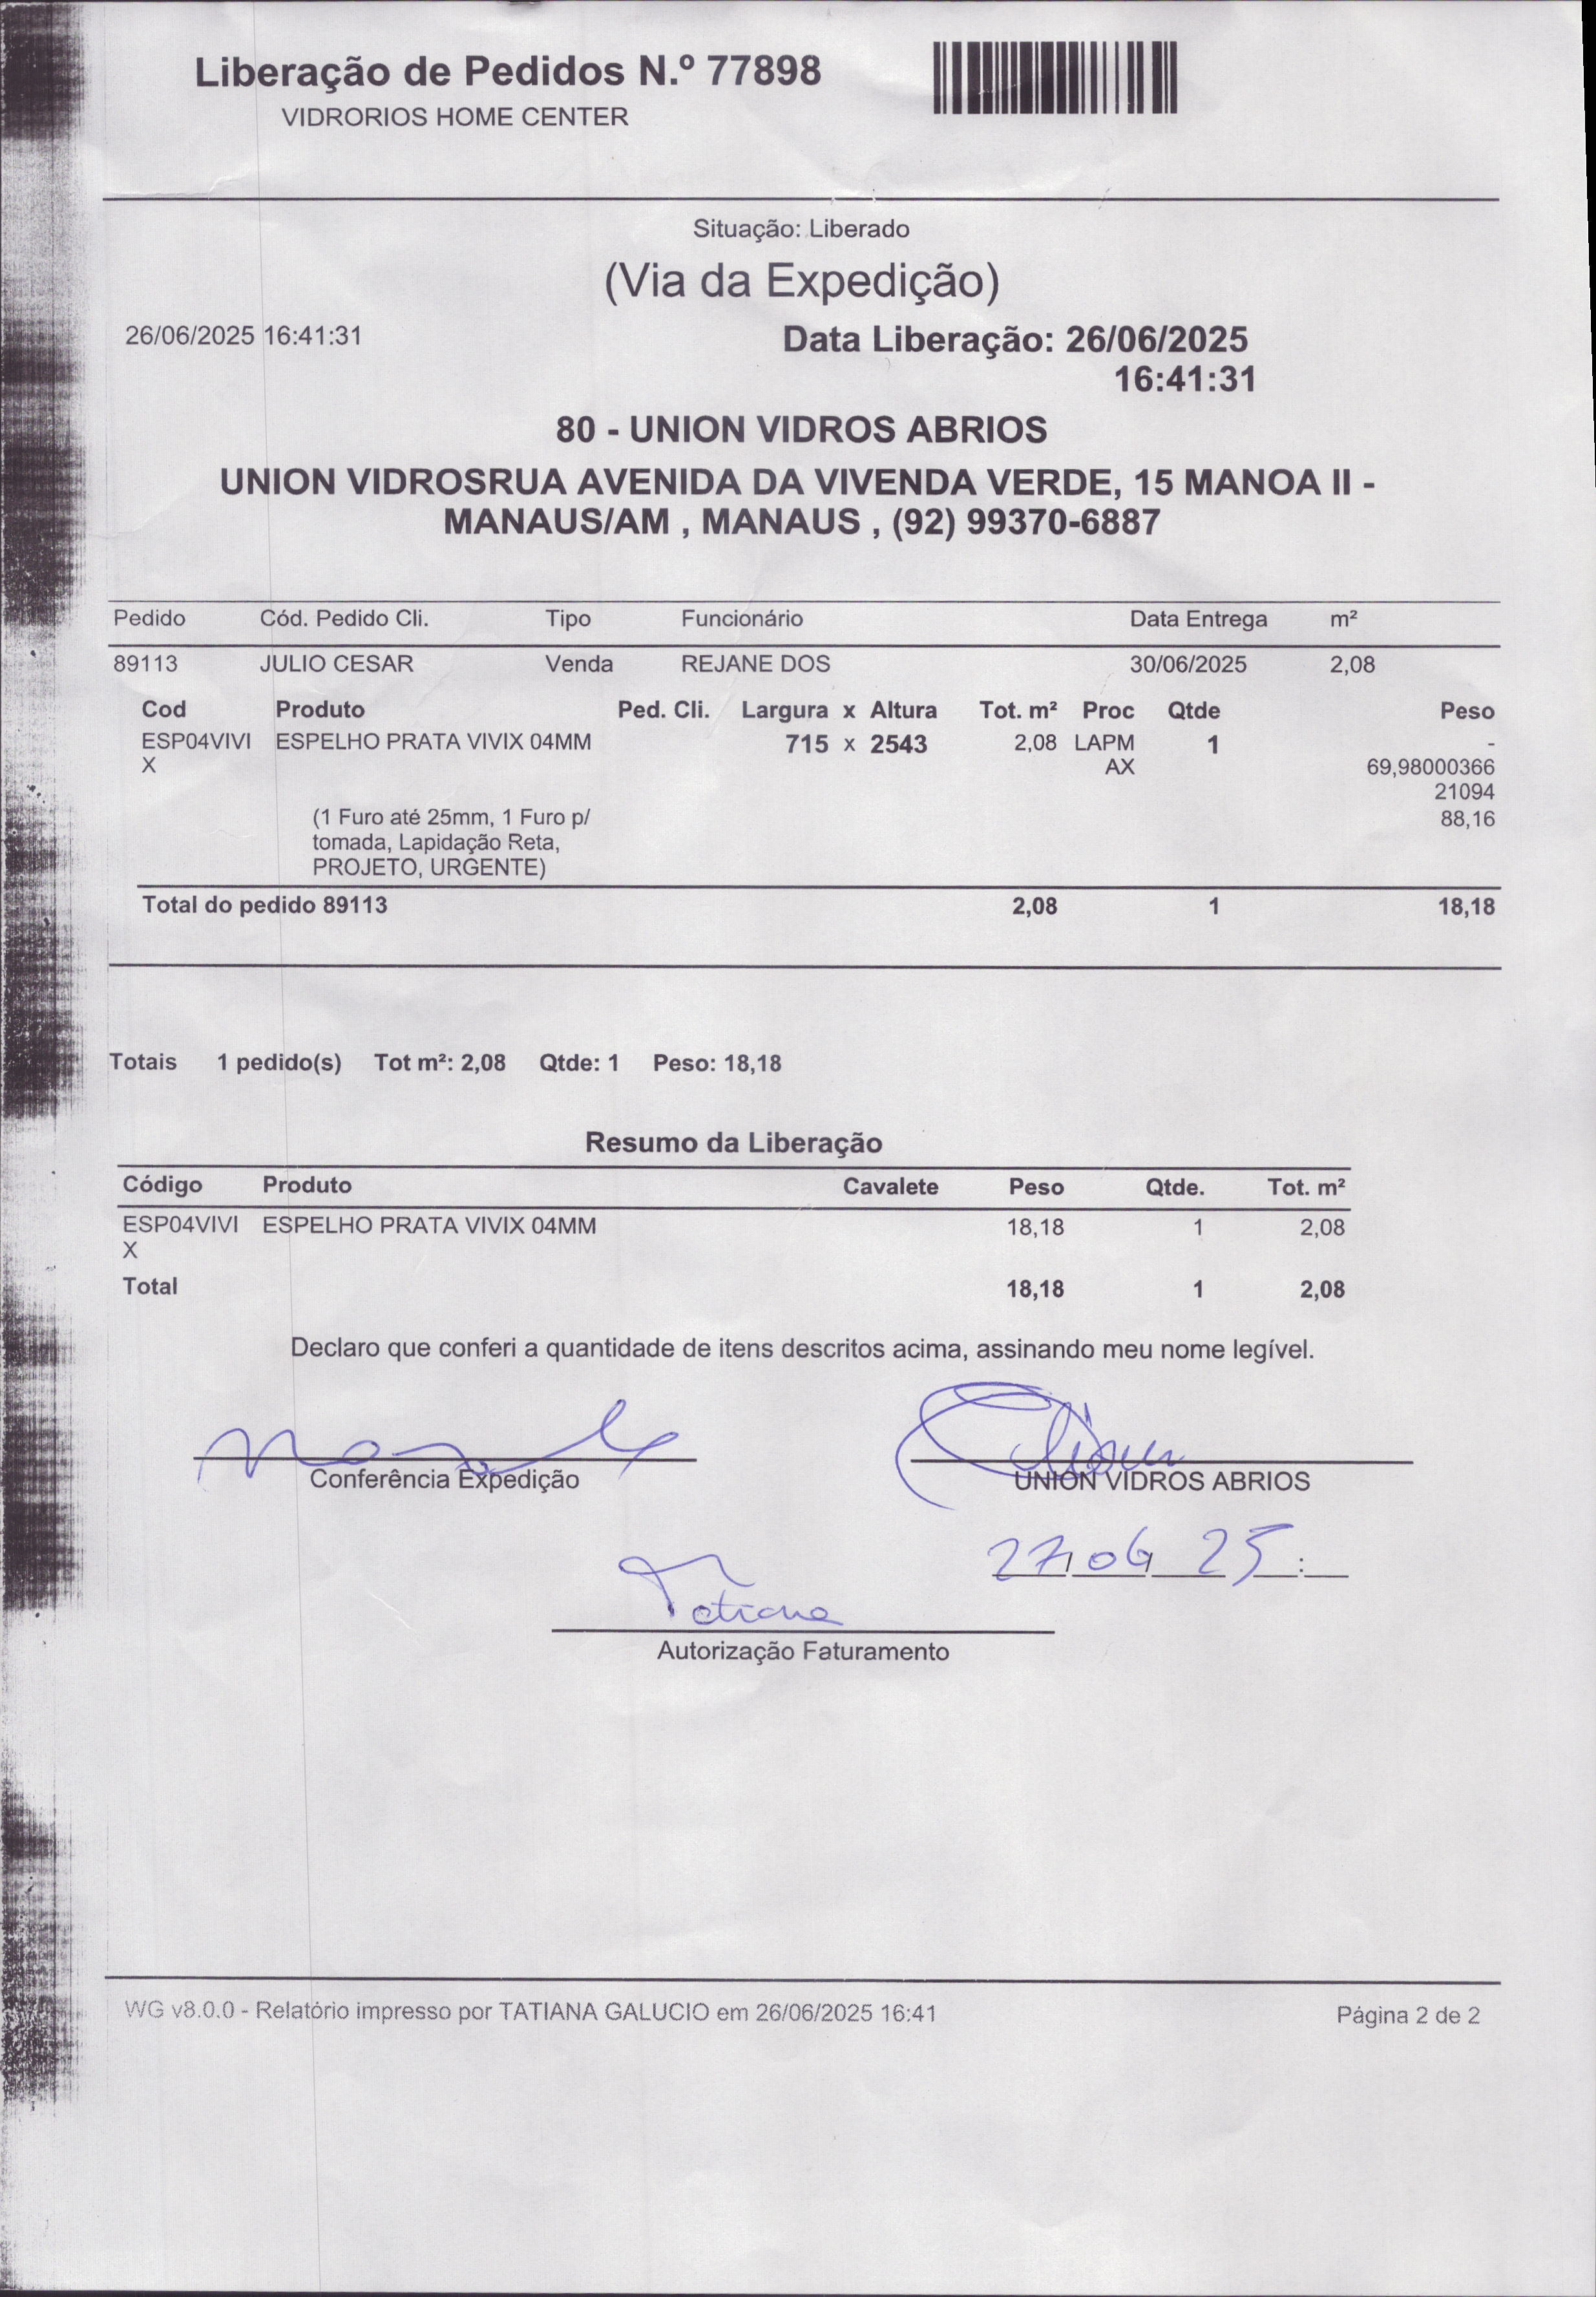 Liberação de Pedidos N.º 77898
VIDRORIOS HOME CENTER
Situação: Liberado
(Via da Expedição)
26/06/2025 16:41:31
Data Liberação: 26/06/2025
16:41:31
80 - UNION VIDROS ABRIOS
UNION VIDROSRUA AVENIDA DA VIVENDA VERDE, 15 MANOA II -
MANAUS/AM , MANAUS , (92) 99370-6887
Pedido Cód. Pedido Cli. Tipo Funcionário Data Entrega m²
89113 JULIO CESAR Venda REJANE DOS 30/06/2025 2,08
Cod Produto Ped. Cli. Largura x Altura Tot. m² Proc Qtde Peso
ESP04VIVI ESPELHO PRATA VIVIX 04MM 715 x 2543 2,08 LAPM 1 -
X AX 69,98000366
21094
(1 Furo até 25mm, 1 Furo p/ 88,16
tomada, Lapidação Reta,
PROJETO, URGENTE)
Total do pedido 89113 2,08 1 18,18
Totais 1 pedido(s) Tot m²: 2,08 Qtde: 1 Peso: 18,18
Resumo da Liberação
Código Produto Cavalete Peso Qtde. Tot. m²
ESP04VIVI ESPELHO PRATA VIVIX 04MM 18,18 1 2,08
X
Total 18,18 1 2,08
Declaro que conferi a quantidade de itens descritos acima, assinando meu nome legível.
Conferência Expedição
UNION VIDROS ABRIOS
27/06/25 :
Tatiana
Autorização Faturamento
WG v8.0.0 - Relatório impresso por TATIANA GALUCIO em 26/06/2025 16:41
Página 2 de 2